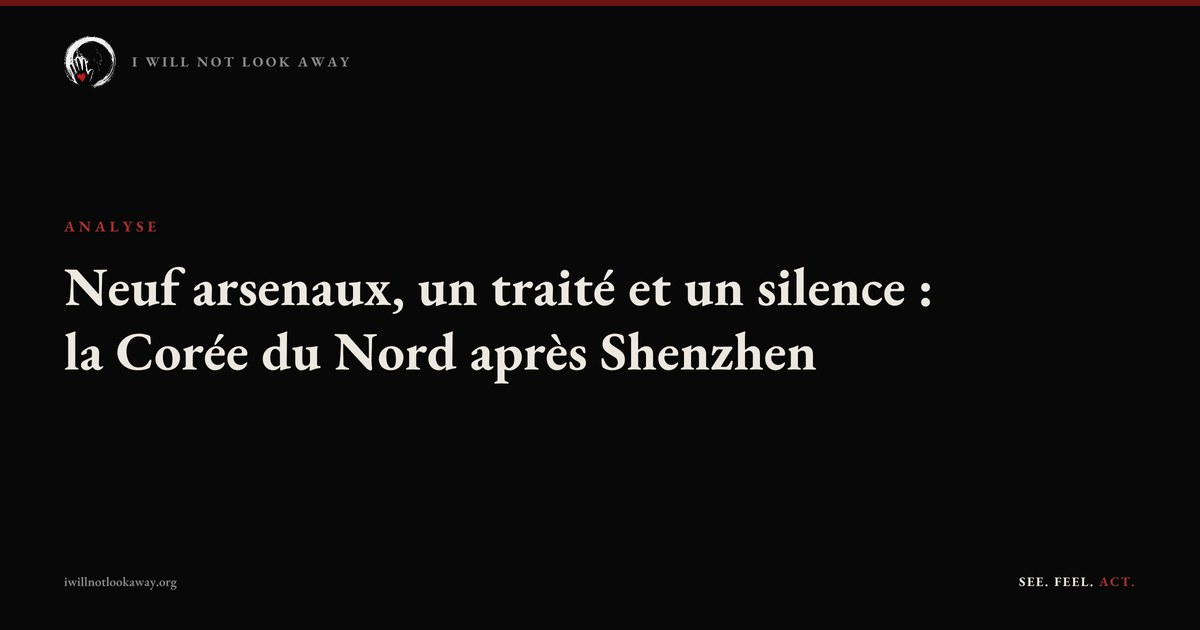 I WILL NOT LOOK AWAY
ANALYSE
Neuf arsenaux, un traité et un silence :
la Corée du Nord après Shenzhen
iwillnotlookaway.org
SEE. FEEL. ACT.